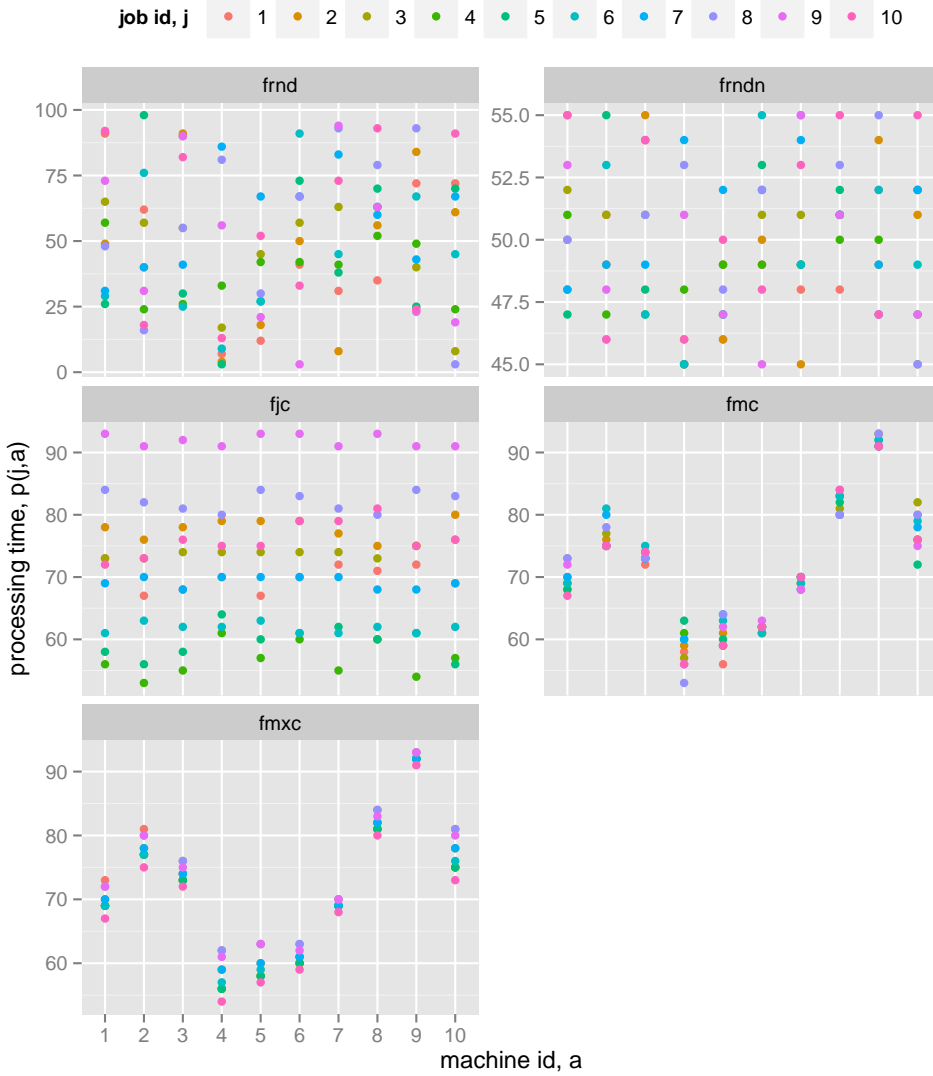 job id, j 1 2 3 4 5 6 7 8 9 10
frnd
frndn
100
75
50
25
0
55.0
52.5
50.0
47.5
45.0
fjc
fmc
90
80
70
60
90
80
70
60
processing time, p(j,a)
fmxc
90
80
70
60
1 2 3 4 5 6 7 8 9 10
machine id, a